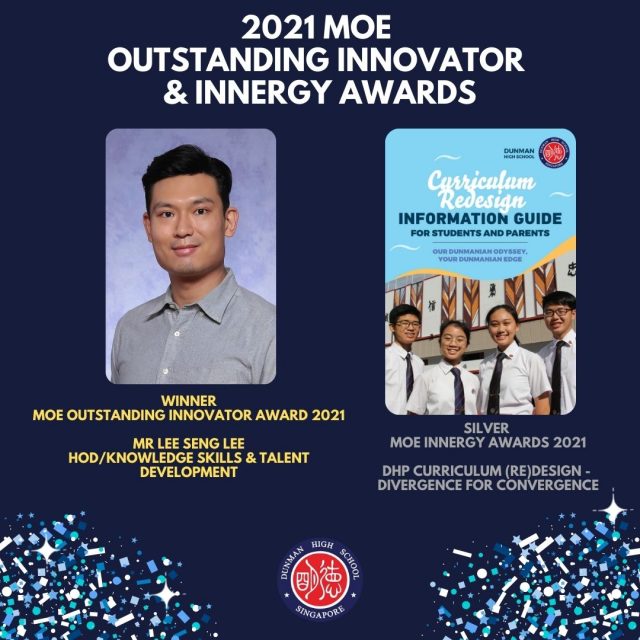 2021 MOE
OUTSTANDING INNOVATOR
& INNERGY AWARDS
DUNMAN
HIGH SCHOOL
Curriculum
Redesign
INFORMATION GUIDE
FOR STUDENTS AND PARENTS
OUR DUNMANIAN ODYSSEY,
YOUR DUNMANIAN EDGE
WINNER
MOE OUTSTANDING INNOVATOR AWARD 2021
MR LEE SENG LEE
HOD/KNOWLEDGE SKILLS & TALENT
DEVELOPMENT
SILVER
MOE INNERGY AWARDS 2021
DHP CURRICULUM (RE)DESIGN -
DIVERGENCE FOR CONVERGENCE
DUNMAN HIGH SCHOOL
SINGAPORE